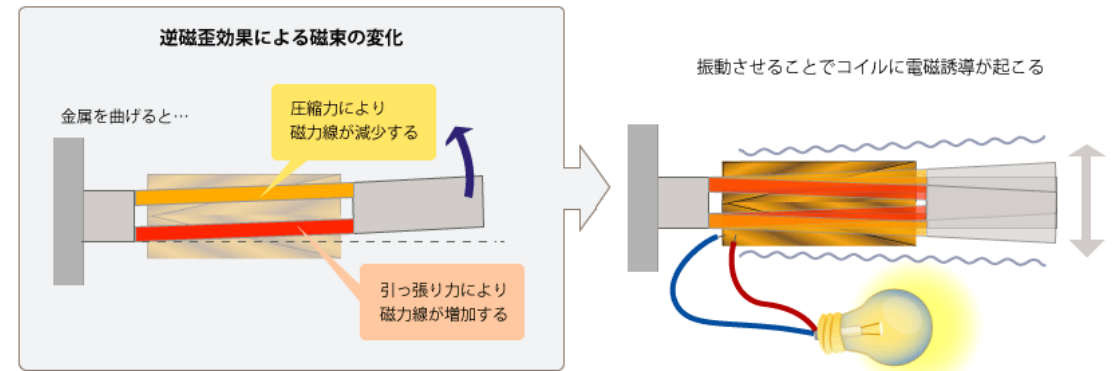 逆磁歪効果による磁束の変化
金属を曲げると…
圧縮力により
磁力線が減少する
引っ張り力により
磁力線が増加する
振動させることでコイルに電磁誘導が起こる